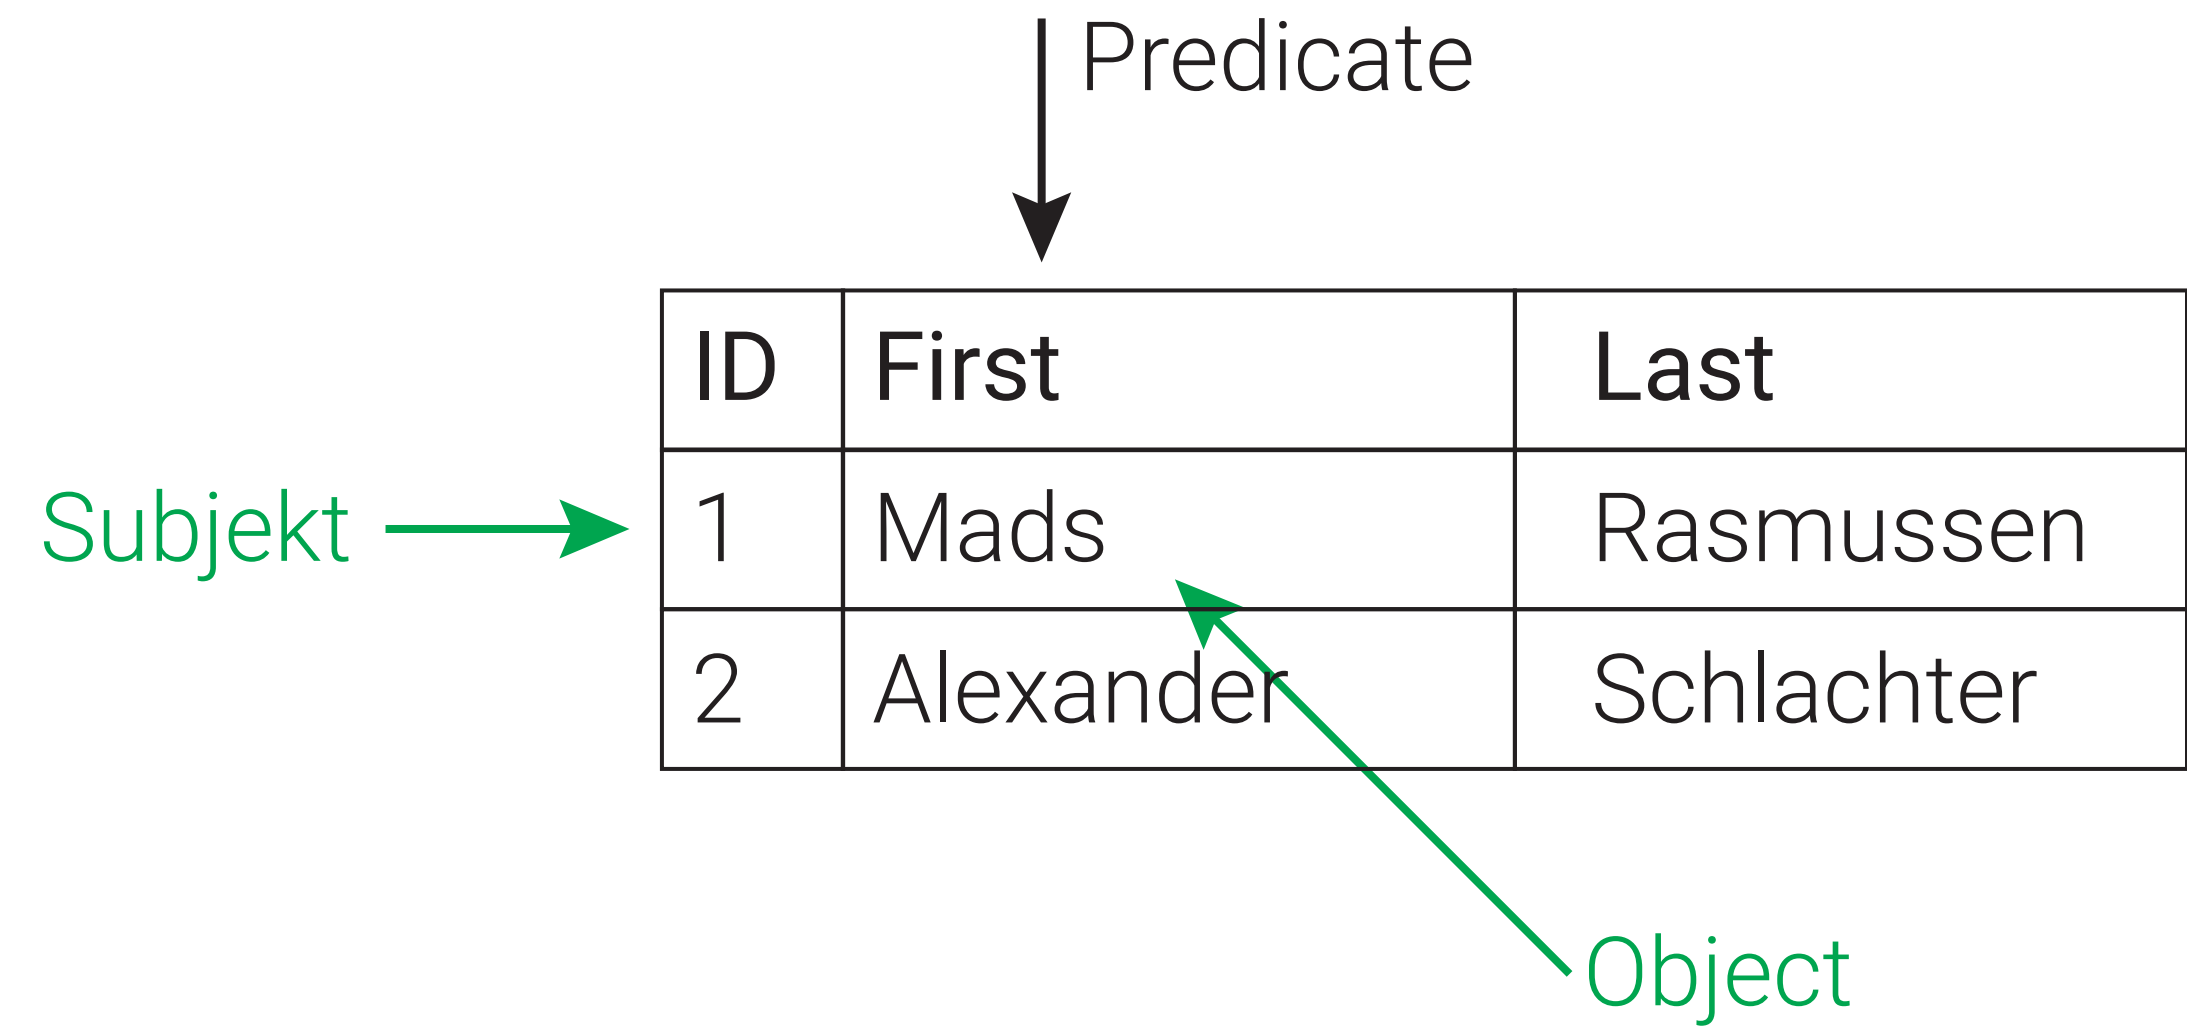 Predicate
ID First Last
Subjekt 1 Mads Rasmussen
2 Alexander Schlachter
Object